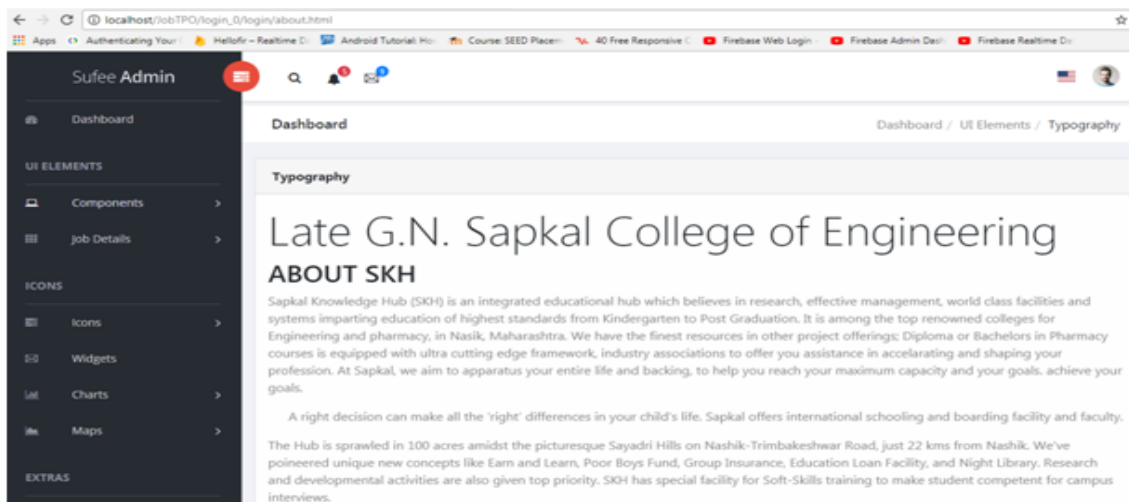 localhost/JobTPO/login_0/login/about.html
Apps Authenticating Your Hellofir – Realtime D Android Tutorial: Ho Course: SEED Placem 40 Free Responsive C Firebase Web Login - Firebase Admin Dash Firebase Realtime Da
Sufee Admin
Dashboard
UI ELEMENTS
Components
Job Details
ICONS
Icons
Widgets
Charts
Maps
EXTRAS
Dashboard
Dashboard / UI Elements / Typography
Typography
Late G.N. Sapkal College of Engineering
ABOUT SKH
Sapkal Knowledge Hub (SKH) is an integrated educational hub which believes in research, effective management, world class facilities and
systems imparting education of highest standards from Kindergarten to Post Graduation. It is among the top renowned colleges for
Engineering and pharmacy, in Nasik, Maharashtra. We have the finest resources in other project offerings; Diploma or Bachelors in Pharmacy
courses is equipped with ultra cutting edge framework, industry associations to offer you assistance in accelarating and shaping your
profession. At Sapkal, we aim to apparatus your entire life and backing, to help you reach your maximum capacity and your goals. achieve your
goals.
A right decision can make all the 'right' differences in your child's life. Sapkal offers international schooling and boarding facility and faculty.
The Hub is sprawled in 100 acres amidst the picturesque Sayadri Hills on Nashik-Trimbakeshwar Road, just 22 kms from Nashik. We've
poineered unique new concepts like Earn and Learn, Poor Boys Fund, Group Insurance, Education Loan Facility, and Night Library. Research
and developmental activities are also given top priority. SKH has special facility for Soft-Skills training to make student competent for campus
interviews.